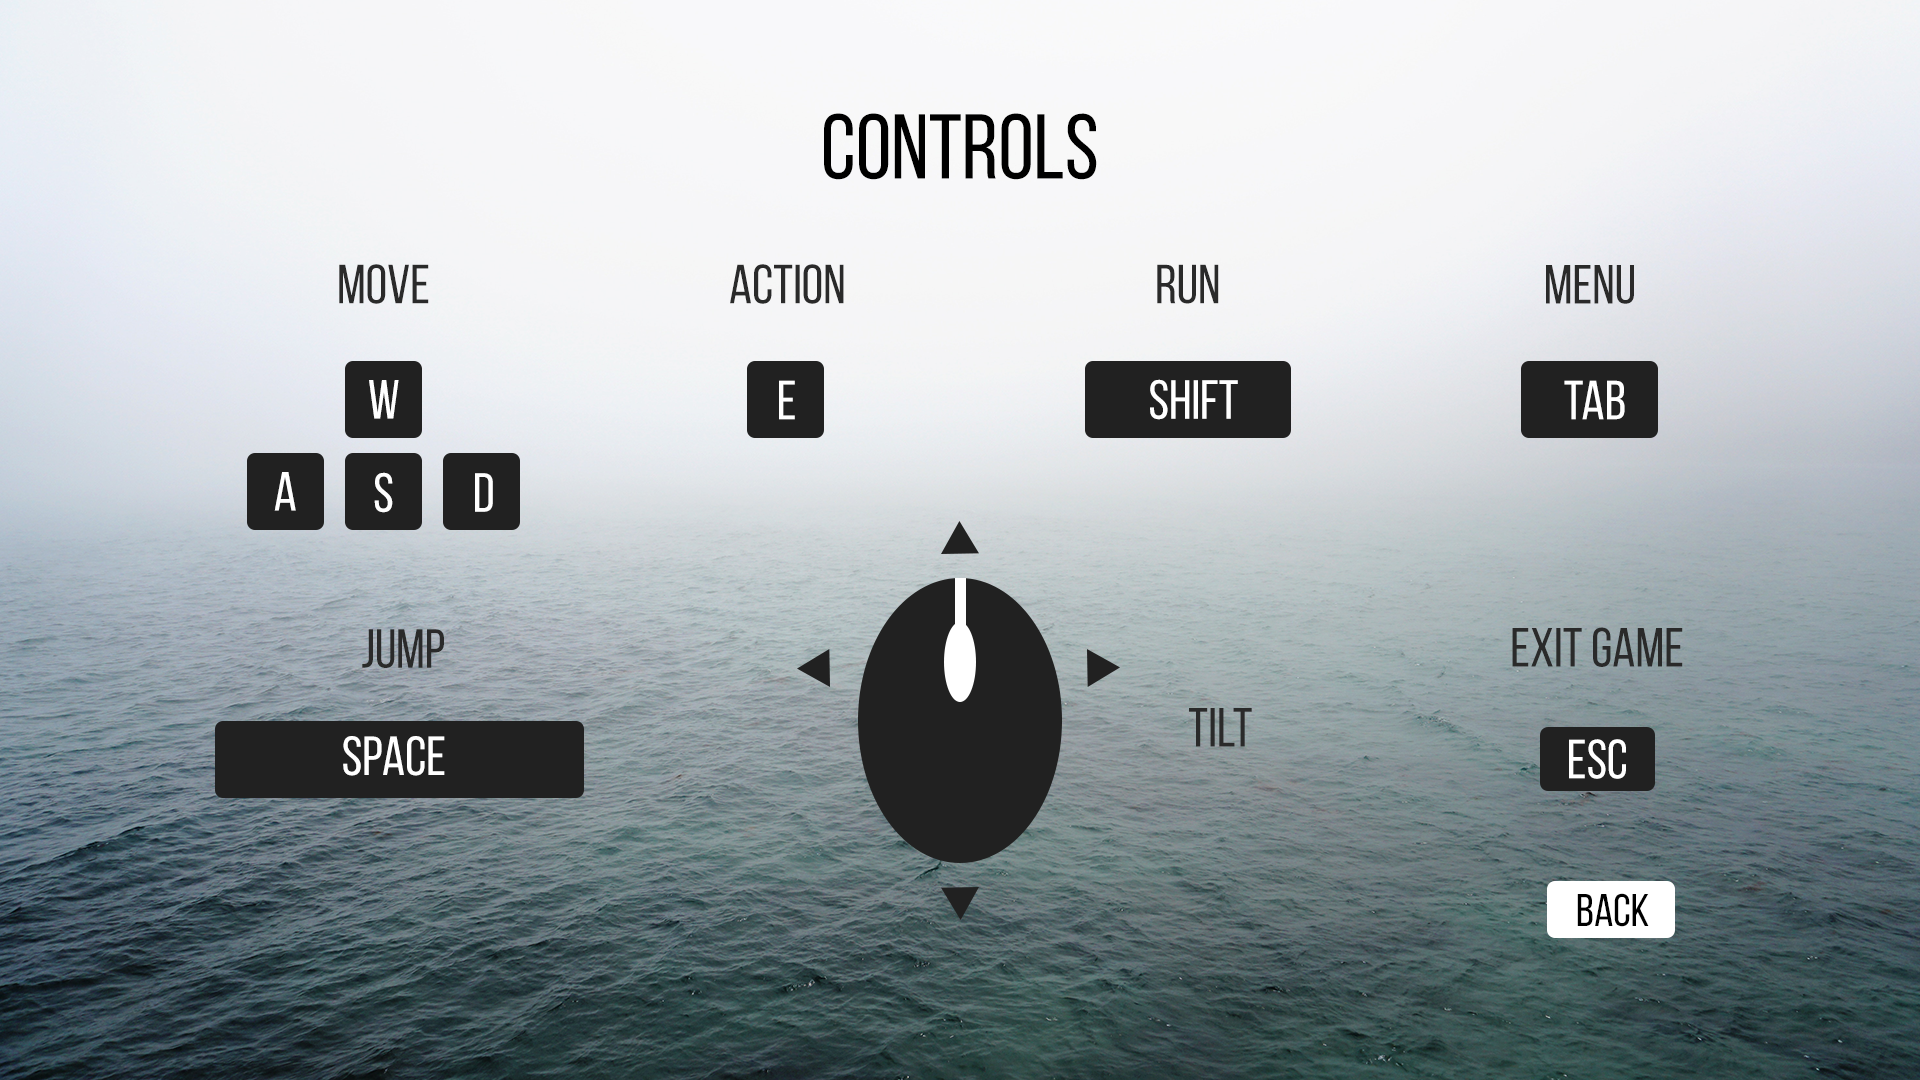 CONTROLS
MOVE
ACTION
RUN
MENU
W
E
SHIFT
TAB
A
S
D
JUMP
EXIT GAME
TILT
SPACE
ESC
BACK